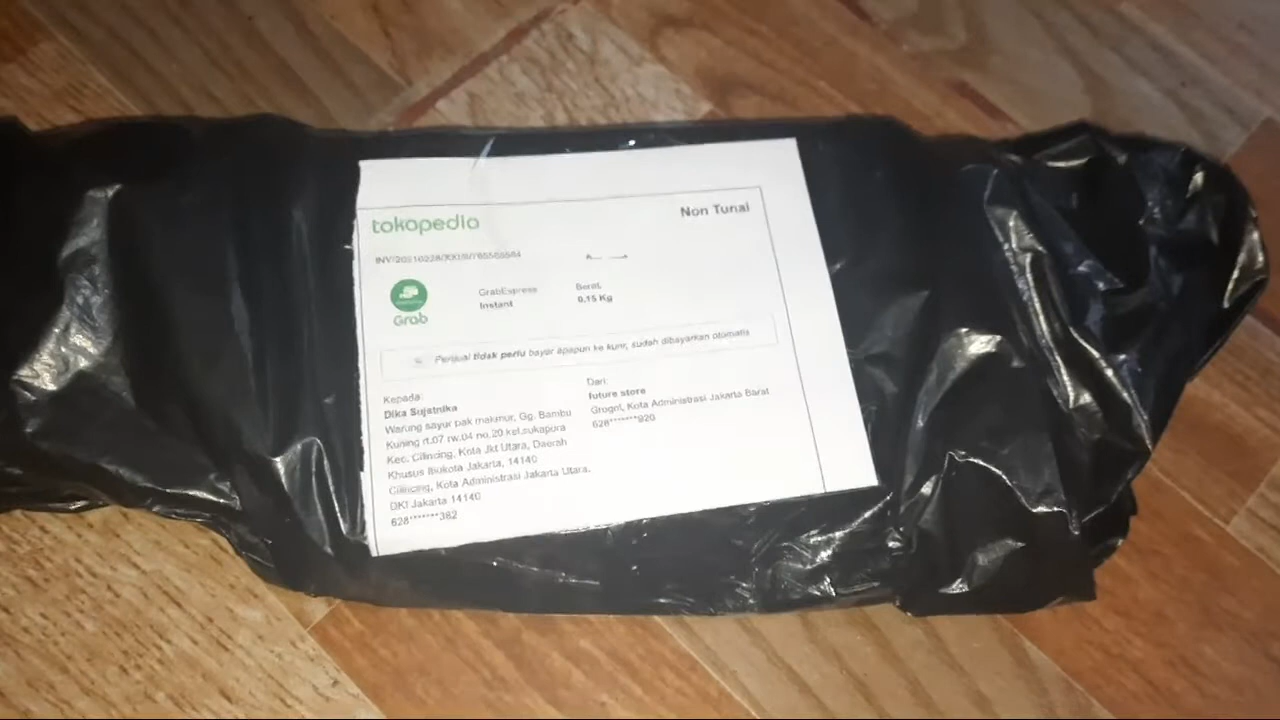 tokopedia
Non Tunai
GrabExpress
Instant
Berat:
0,15 Kg
Grab
Penjual tidak perlu bayar apapun ke kurir, sudah dibayarkan otomatis
Kepada:
Dika Sujatnika
Warung sayur pak makmur, Gg. Bambu
Kuning rt.07 rw.04 no.20 kel.sukapura
Kec. Cilincing, Kota Jkt Utara, Daerah
Khusus Ibukota Jakarta, 14140
Cilincing, Kota Administrasi Jakarta Utara,
DKI Jakarta 14140
628*******382
Dari:
future store
Grogol, Kota Administrasi Jakarta Barat
628*******920